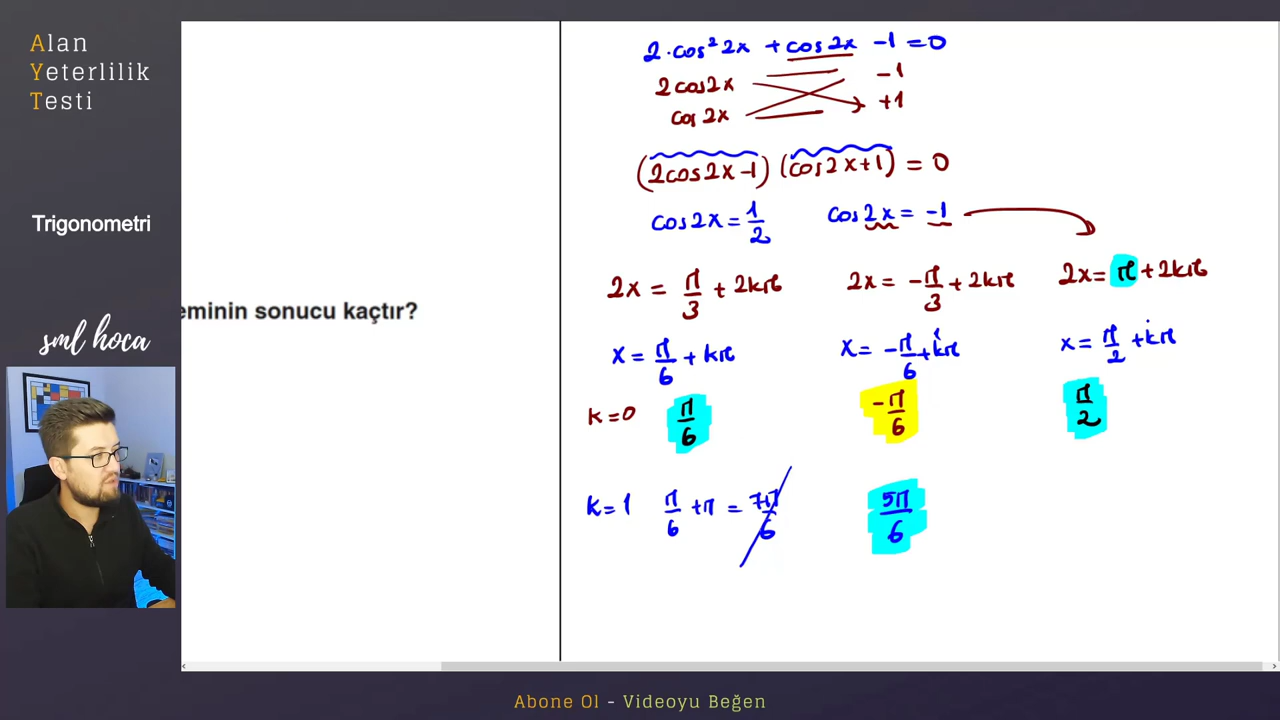 Alan
Yeterlilik
Testi
Trigonometri
sml hoca
eminin sonucu kaçtır?
2·cos²2x + cos2x -1 = 0
2cos2x -1
cos2x +1
(2cos2x-1)(cos2x+1) = 0
cos2x = 1/2 cos2x = -1
2x = π/3 + 2kπ 2x = -π/3 + 2kπ 2x = π + 2kπ
x = π/6 + kπ x = -π/6 + kπ x = π/2 + kπ
k=0 π/6 -π/6 π/2
k=1 π/6 + π = 7π/6 5π/6
Abone Ol - Videoyu Beğen